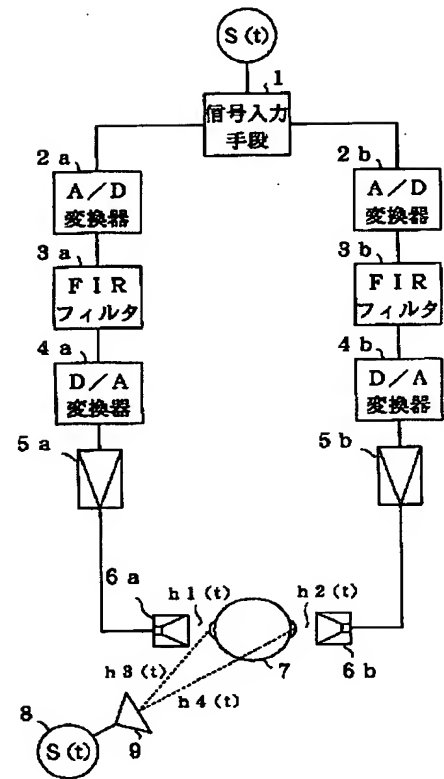 S(t)
1
信号入力
手段
2a
2b
A/D
変換器
A/D
変換器
3a
3b
FIR
フィルタ
FIR
フィルタ
4a
4b
D/A
変換器
D/A
変換器
5a
5b
6a
h1(t)
h2(t)
7
6b
h3(t)
h4(t)
8
S(t)
9